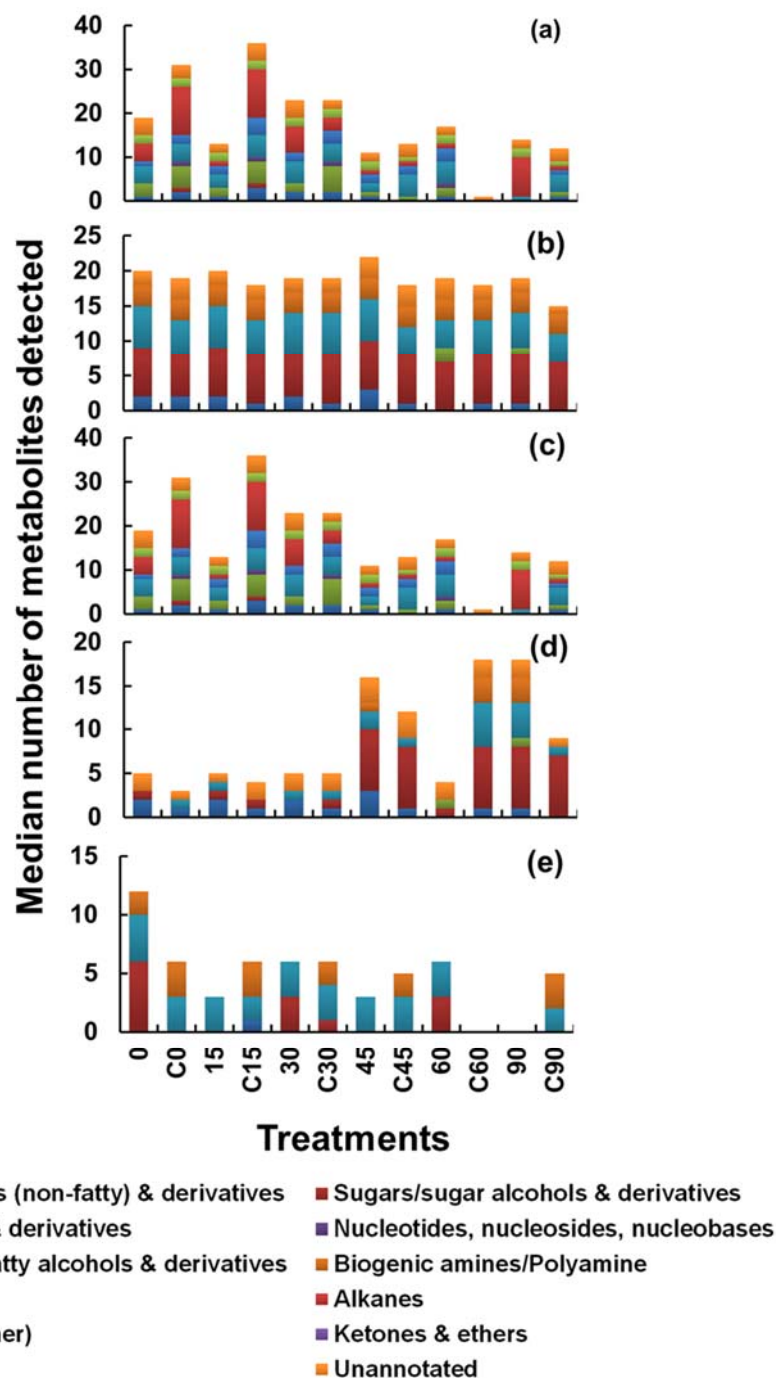 (a)
40
30
20
10
0
(b)
25
20
15
10
5
0
(c)
40
30
20
10
0
(d)
20
15
10
5
0
(e)
15
10
5
0
Median number of metabolites detected
0 C0 15 C15 30 C30 45 C45 60 C60 90 C90
Treatments
(non-fatty) & derivatives
Sugars/sugar alcohols & derivatives
& derivatives
Nucleotides, nucleosides, nucleobases
alcohols & derivatives
Biogenic amines/Polyamine
Alkanes
Ketones & ethers
Unannotated